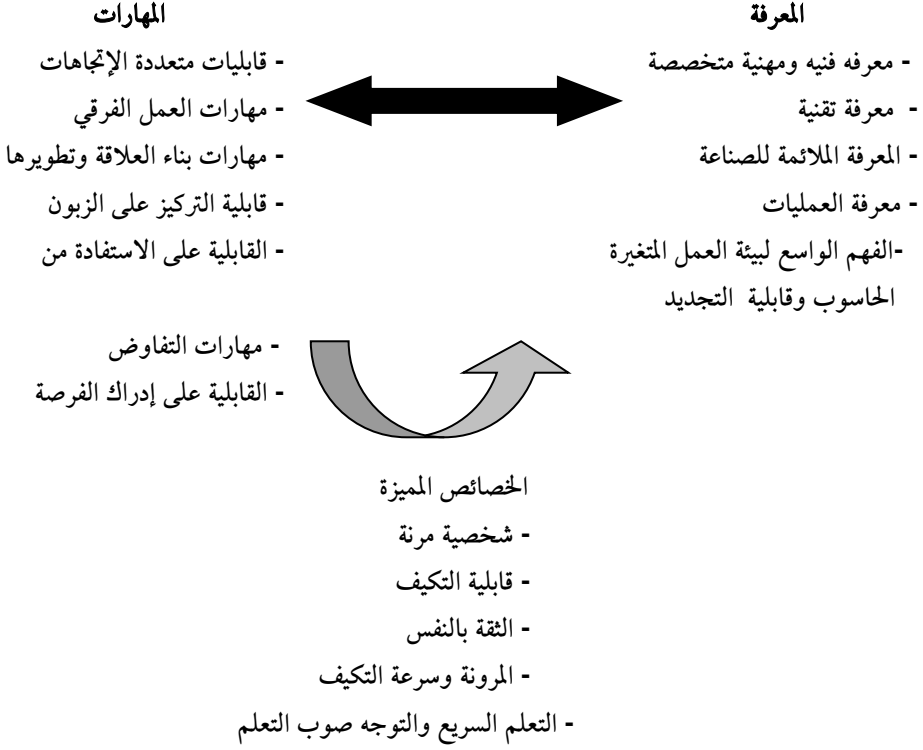 المعرفة
- معرفه فنيه ومهنية متخصصة
- معرفة تقنية
- المعرفة الملائمة للصناعة
- معرفة العمليات
-الفهم الواسع لبيئة العمل المتغيرة
الحاسوب وقابلية التجديد
المهارات
- قابليات متعددة الإتجاهات
- مهارات العمل الفرقي
- مهارات بناء العلاقة وتطويرها
- قابلية التركيز على الزبون
- القابلية على الاستفادة من
- مهارات التفاوض
- القابلية على إدراك الفرصة
الخصائص المميزة
- شخصية مرنة
- قابلية التكيف
- الثقة بالنفس
- المرونة وسرعة التكيف
- التعلم السريع والتوجه صوب التعلم